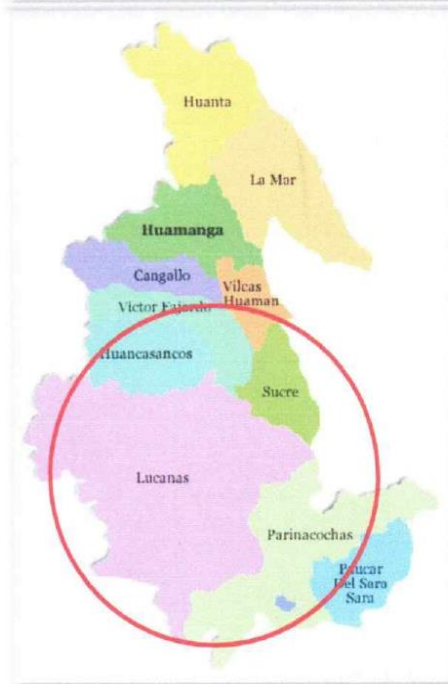 Huanta
La Mar
Huamanga
Cangallo
Vilcas
Huaman
Victor Fajardo
Huancasancos
Sucre
Lucanas
Parinacochas
Paucar
Del Sara
Sara